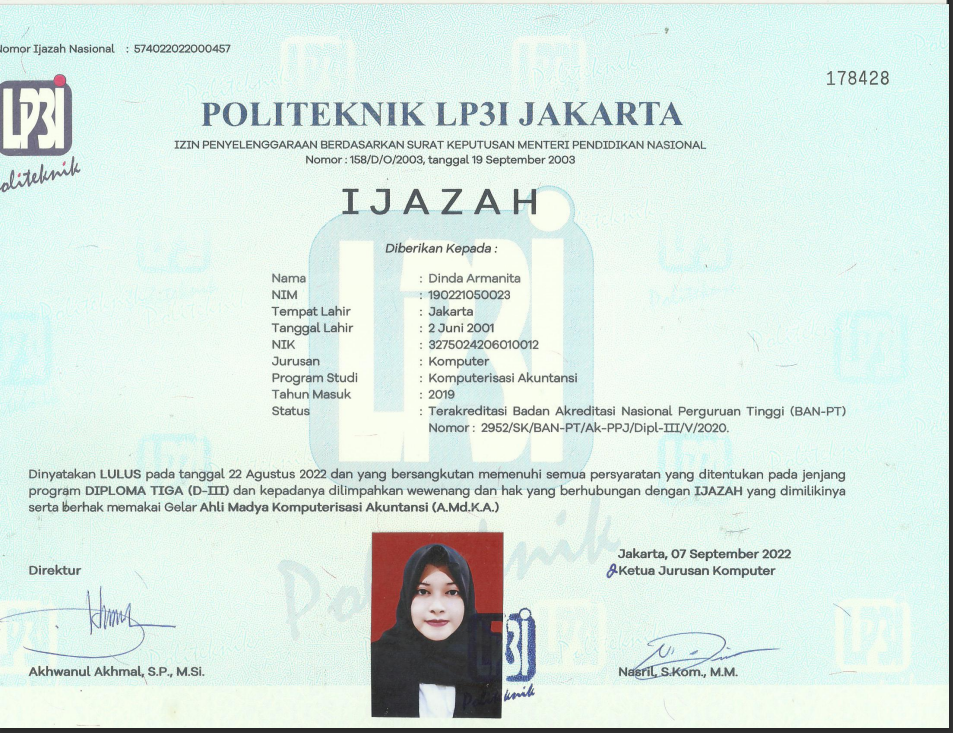 Nomor Ijazah Nasional : 574022022000457
178428
LP3I
Politeknik
POLITEKNIK LP3I JAKARTA
IZIN PENYELENGGARAAN BERDASARKAN SURAT KEPUTUSAN MENTERI PENDIDIKAN NASIONAL
Nomor : 158/D/O/2003, tanggal 19 September 2003
IJAZAH
Diberikan Kepada :
Nama : Dinda Armanita
NIM : 190221050023
Tempat Lahir : Jakarta
Tanggal Lahir : 2 Juni 2001
NIK : 3275024206010012
Jurusan : Komputer
Program Studi : Komputerisasi Akuntansi
Tahun Masuk : 2019
Status : Terakreditasi Badan Akreditasi Nasional Perguruan Tinggi (BAN-PT)
Nomor : 2952/SK/BAN-PT/Ak-PPJ/Dipl-III/V/2020.
Dinyatakan LULUS pada tanggal 22 Agustus 2022 dan yang bersangkutan memenuhi semua persyaratan yang ditentukan pada jenjang
program DIPLOMA TIGA (D-III) dan kepadanya dilimpahkan wewenang dan hak yang berhubungan dengan IJAZAH yang dimilikinya
serta berhak memakai Gelar Ahli Madya Komputerisasi Akuntansi (A.Md.K.A.)
Jakarta, 07 September 2022
Direktur
Ketua Jurusan Komputer
LP3I
Politeknik
Akhwanul Akhmal, S.P., M.Si.
Nasril, S.Kom., M.M.